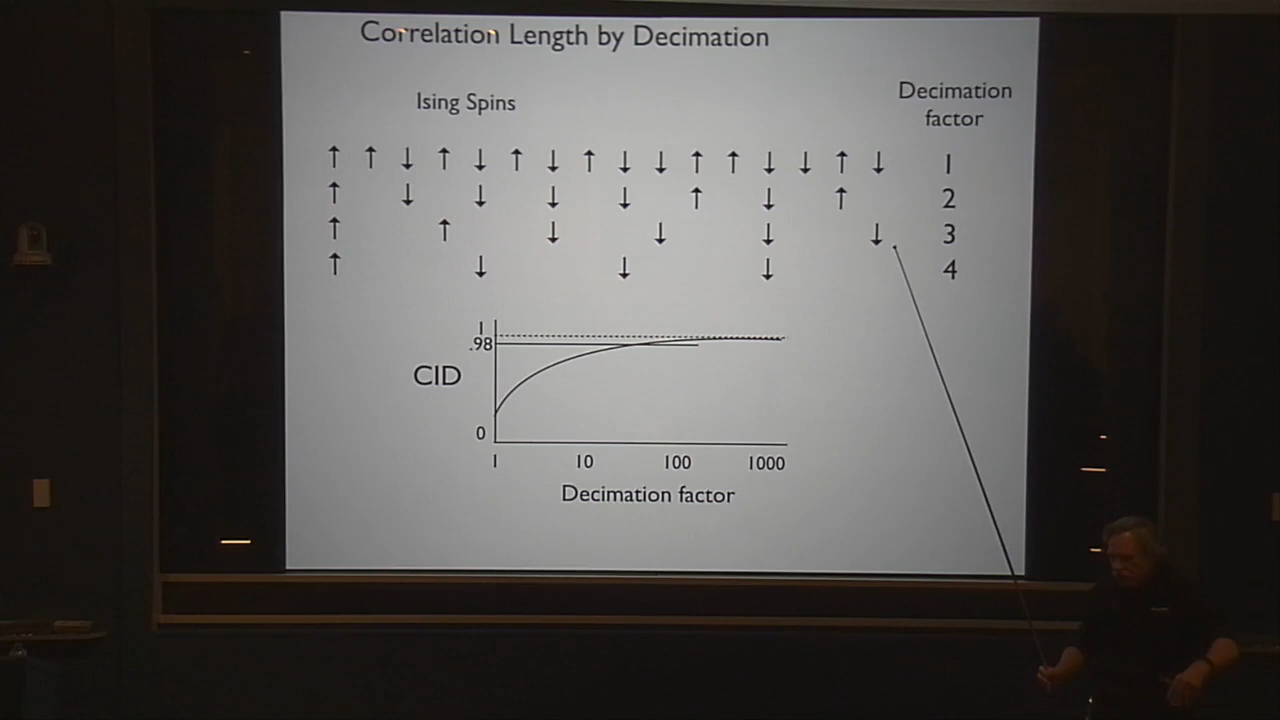 Correlation Length by Decimation
Ising Spins
Decimation
factor
↑ ↑ ↓ ↑ ↓ ↑ ↓ ↑ ↓ ↓ ↑ ↑ ↓ ↓ ↑ ↓ 1
↑ ↓ ↓ ↓ ↓ ↑ ↓ ↑ 2
↑ ↑ ↓ ↓ ↓ ↓ 3
↑ ↓ ↓ ↓ 4
1
.98
CID
0
1 10 100 1000
Decimation factor